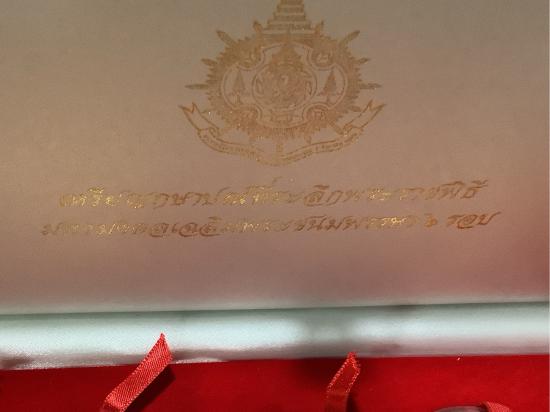 เหรียญกษาปณ์ที่ระลึกพระราชพิธี
มหามงคลเฉลิมพระชนมพรรษา ๖ รอบ